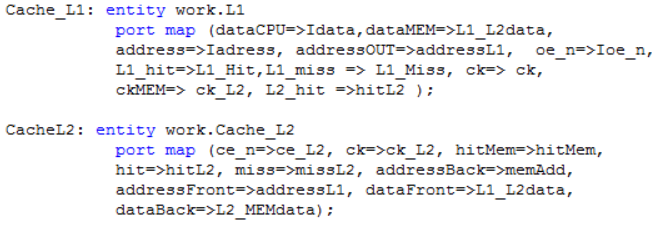 Cache_L1: entity work.L1
port map (dataCPU=>Idata,dataMEM=>L1_L2data,
address=>Iadress, addressOUT=>addressL1, oe_n=>Ioe_n,
L1_hit=>L1_Hit,L1_miss => L1_Miss, ck=> ck,
ckMEM=> ck_L2, L2_hit =>hitL2 );
CacheL2: entity work.Cache_L2
port map (ce_n=>ce_L2, ck=>ck_L2, hitMem=>hitMem,
hit=>hitL2, miss=>missL2, addressBack=>memAdd,
addressFront=>addressL1, dataFront=>L1_L2data,
dataBack=>L2_MEMdata);